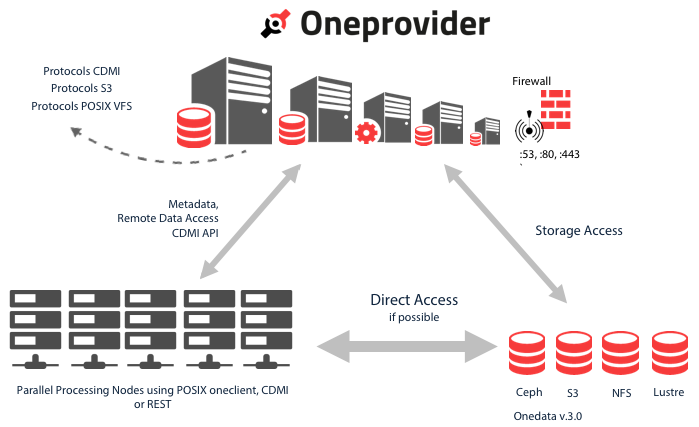 Oneprovider
Protocols CDMI
Protocols S3
Protocols POSIX VFS
Firewall
:53, :80, :443
Metadata,
Remote Data Access
CDMI API
Storage Access
Direct Access
if possible
Parallel Processing Nodes using POSIX oneclient, CDMI
or REST
Ceph S3 NFS Lustre
Onedata v.3.0